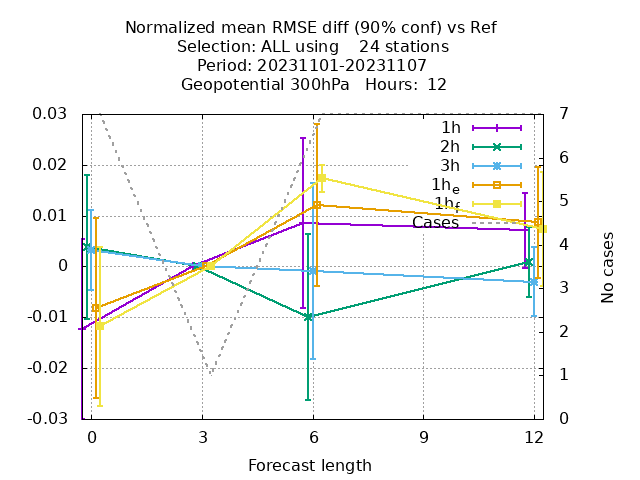 Normalized mean RMSE diff (90% conf) vs Ref
Selection: ALL using 24 stations
Period: 20231101-20231107
Geopotential 300hPa Hours: 12
0.03
0.02
0.01
0
-0.01
-0.02
-0.03
7
6
5
4
3
2
1
0
1h
2h
3h
1he
1hf
Cases
No cases
0
3
6
9
12
Forecast length